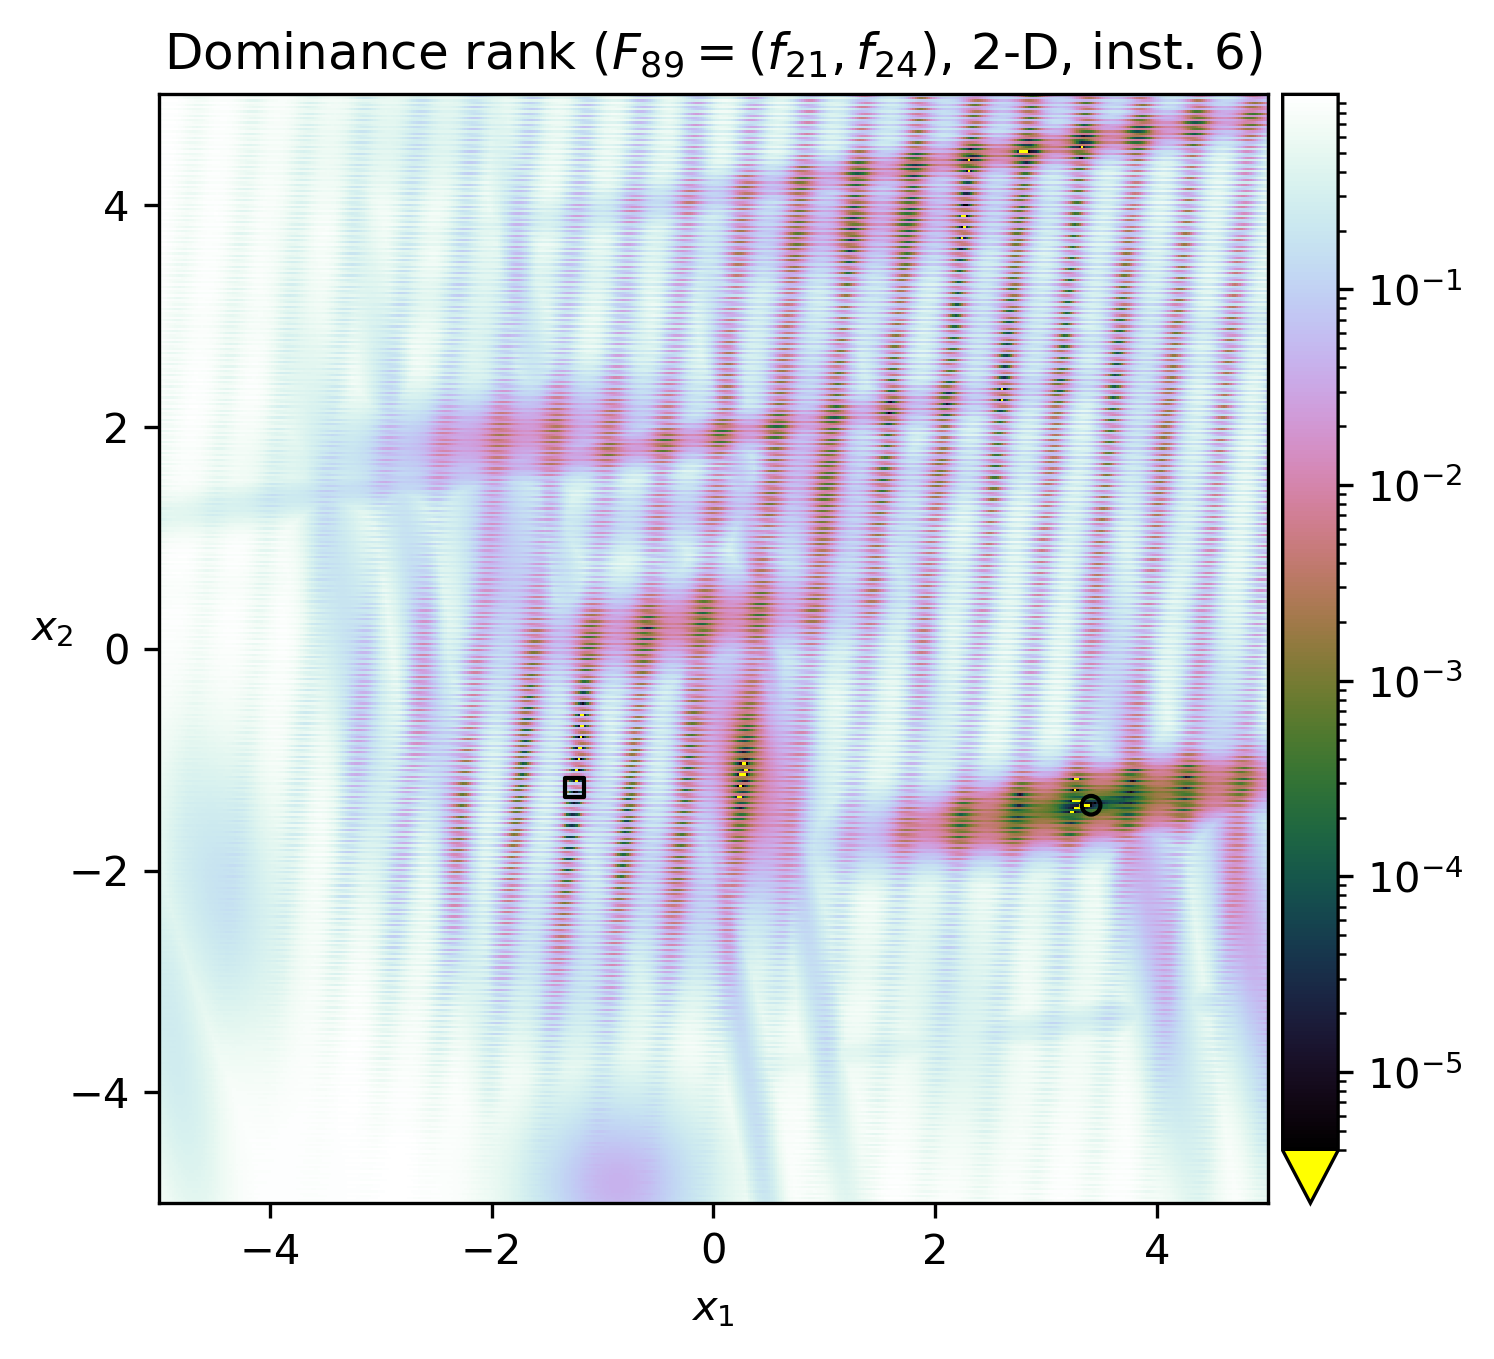 Dominance rank (F₈₉ = (f₂₁, f₂₄), 2-D, inst. 6)
4
2
0
−2
−4
x₂
−4 −2 0 2 4
x₁
10⁻¹
10⁻²
10⁻³
10⁻⁴
10⁻⁵